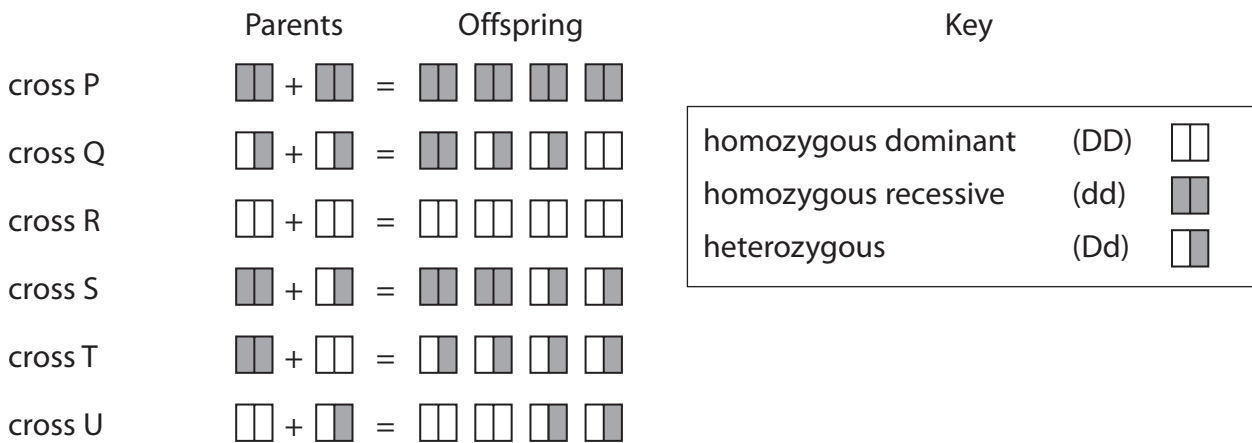 Parents Offspring Key
cross P + =
cross Q + =
cross R + =
cross S + =
cross T + =
cross U + =
homozygous dominant (DD)
homozygous recessive (dd)
heterozygous (Dd)